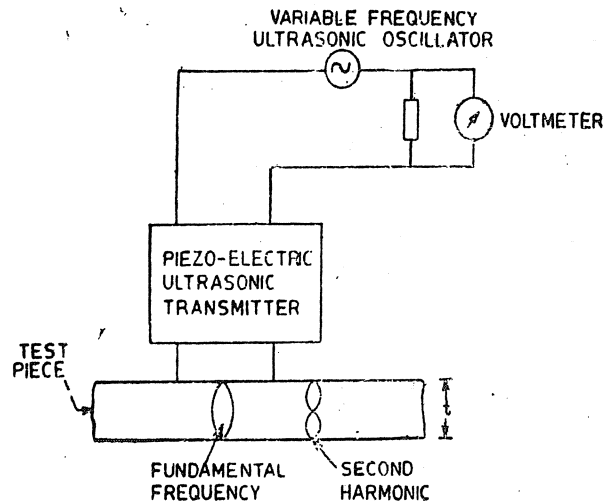 VARIABLE FREQUENCY
ULTRASONIC OSCILLATOR
VOLTMETER
PIEZO-ELECTRIC
ULTRASONIC
TRANSMITTER
TEST
PIECE
t
FUNDAMENTAL
FREQUENCY
SECOND
HARMONIC